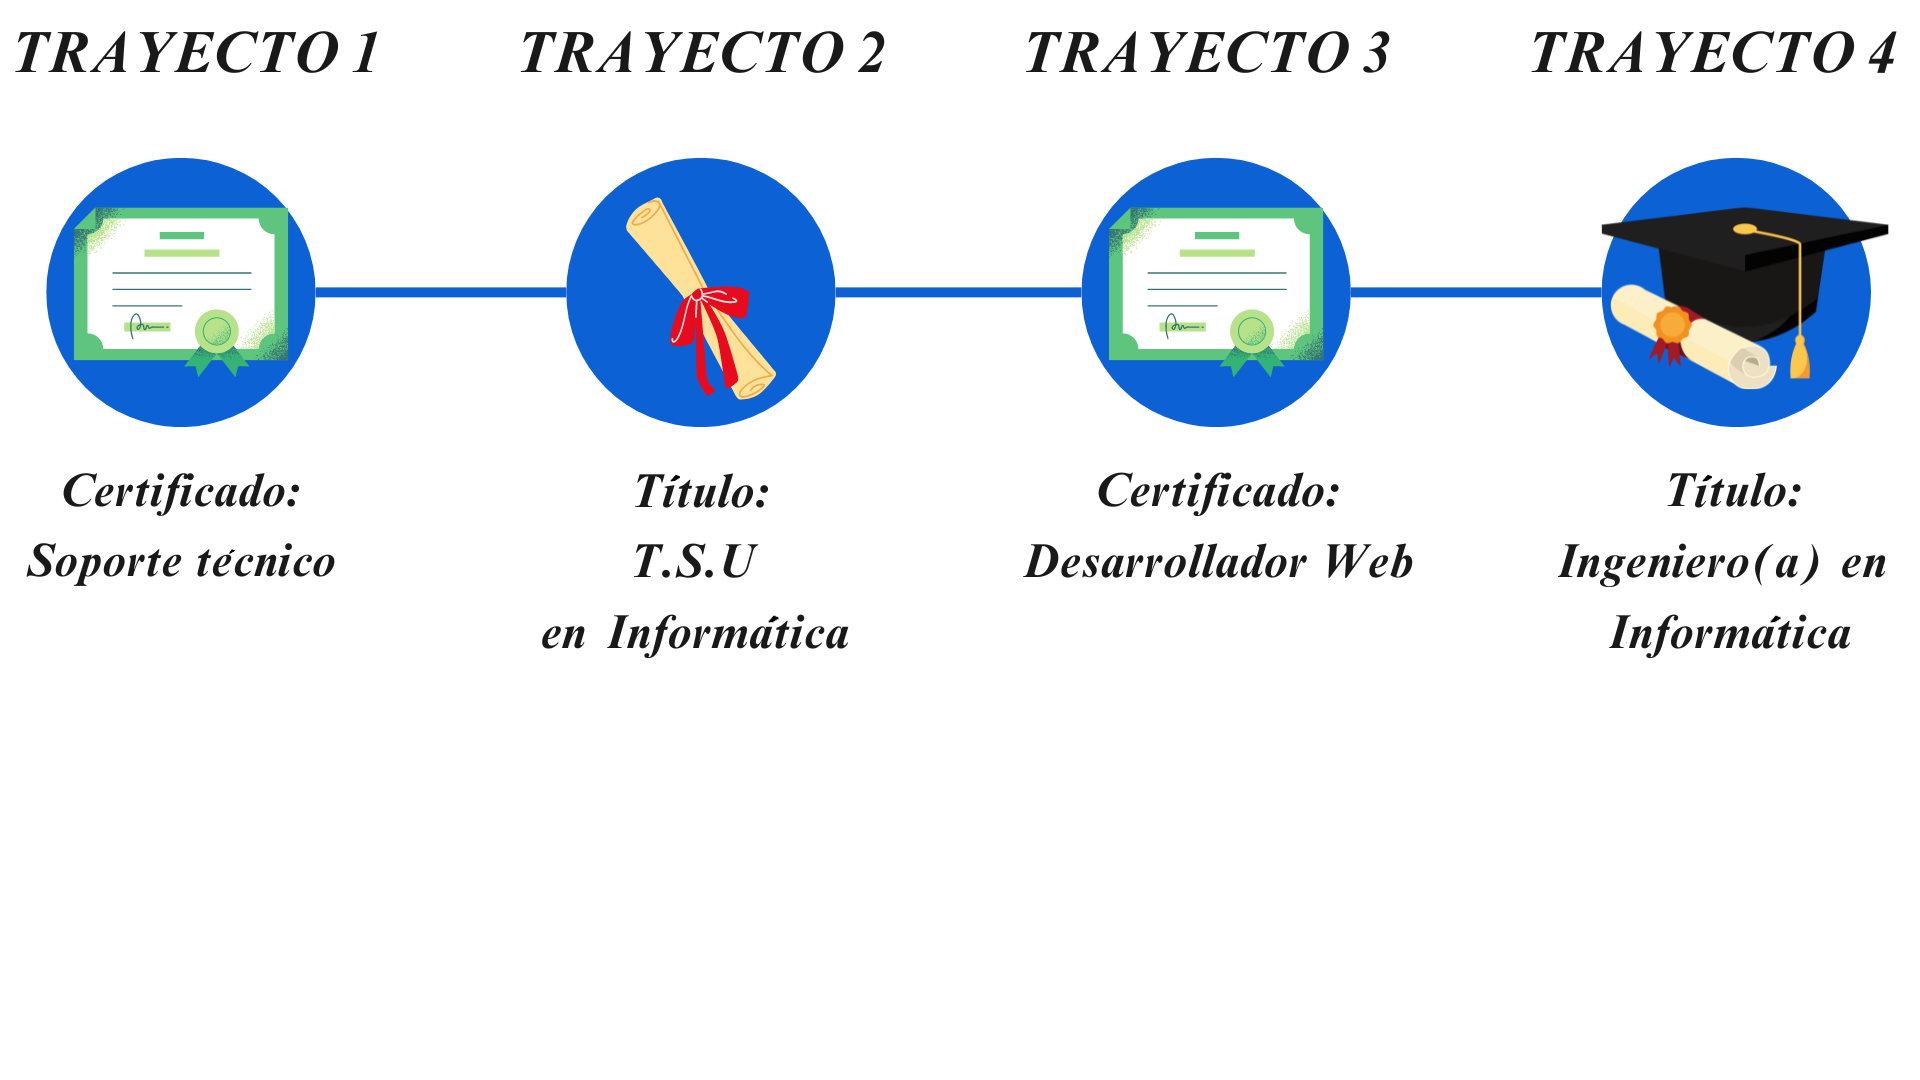 TRAYECTO 1
TRAYECTO 2
TRAYECTO 3
TRAYECTO 4
Certificado:
Soporte técnico
Título:
T.S.U
en Informática
Certificado:
Desarrollador Web
Título:
Ingeniero(a) en
Informática